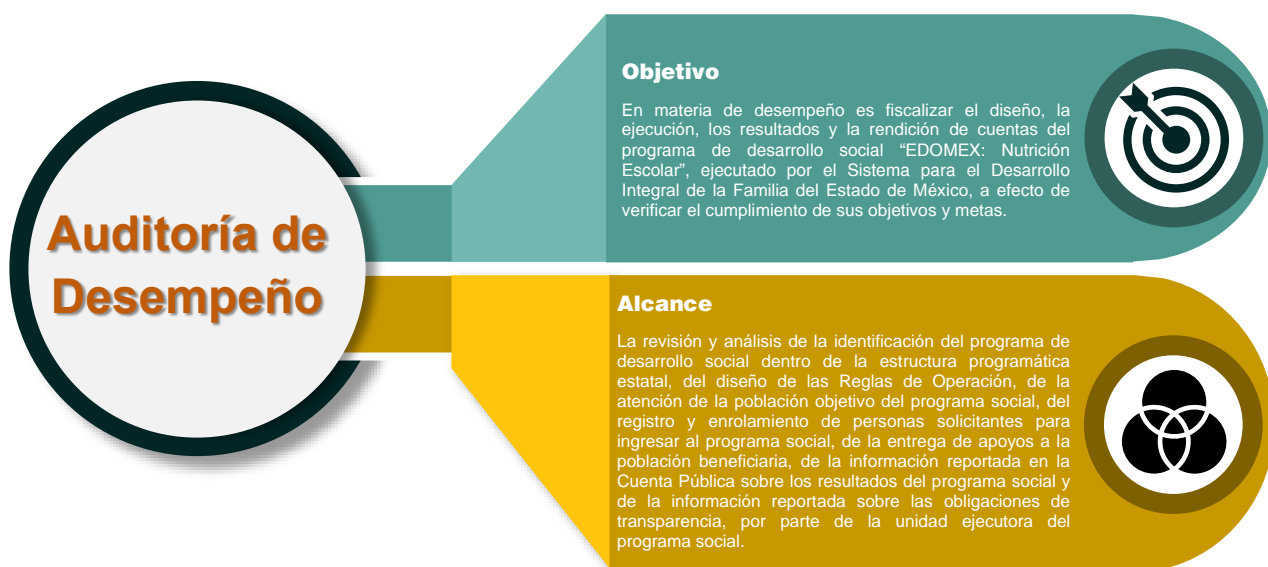 Auditoría de
Desempeño
Objetivo
En materia de desempeño es fiscalizar el diseño, la
ejecución, los resultados y la rendición de cuentas del
programa de desarrollo social “EDOMEX: Nutrición
Escolar”, ejecutado por el Sistema para el Desarrollo
Integral de la Familia del Estado de México, a efecto de
verificar el cumplimiento de sus objetivos y metas.
Alcance
La revisión y análisis de la identificación del programa de
desarrollo social dentro de la estructura programática
estatal, del diseño de las Reglas de Operación, de la
atención de la población objetivo del programa social, del
registro y enrolamiento de personas solicitantes para
ingresar al programa social, de la entrega de apoyos a la
población beneficiaria, de la información reportada en la
Cuenta Pública sobre los resultados del programa social y
de la información reportada sobre las obligaciones de
transparencia, por parte de la unidad ejecutora del
programa social.